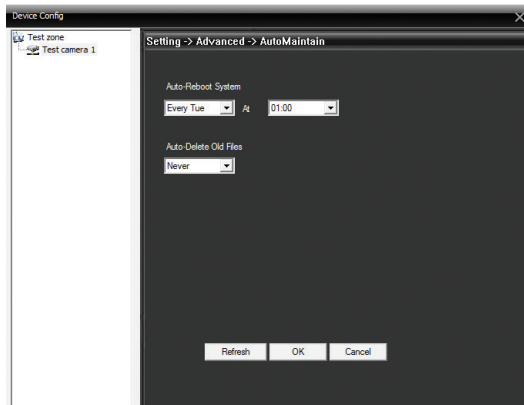 Device Config
Test zone
Test camera 1
Setting -> Advanced -> AutoMaintain
Auto-Reboot System
Every Tue At 01:00
Auto-Delete Old Files
Never
Refresh OK Cancel